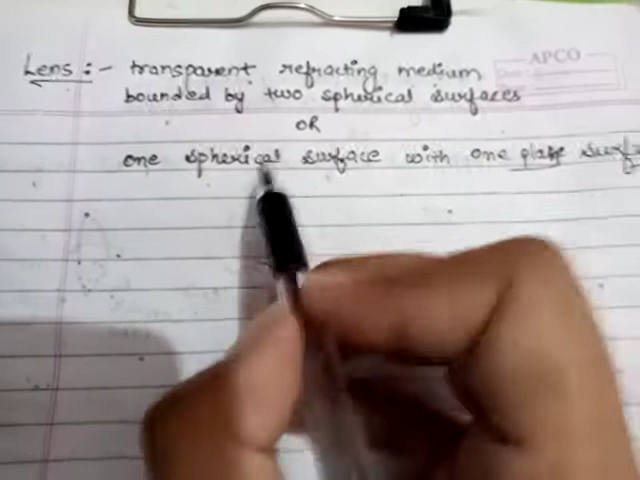 Lens :- transparent refracting medium
APCO
bounded by two spherical surfaces
OR
one spherical surface with one plane